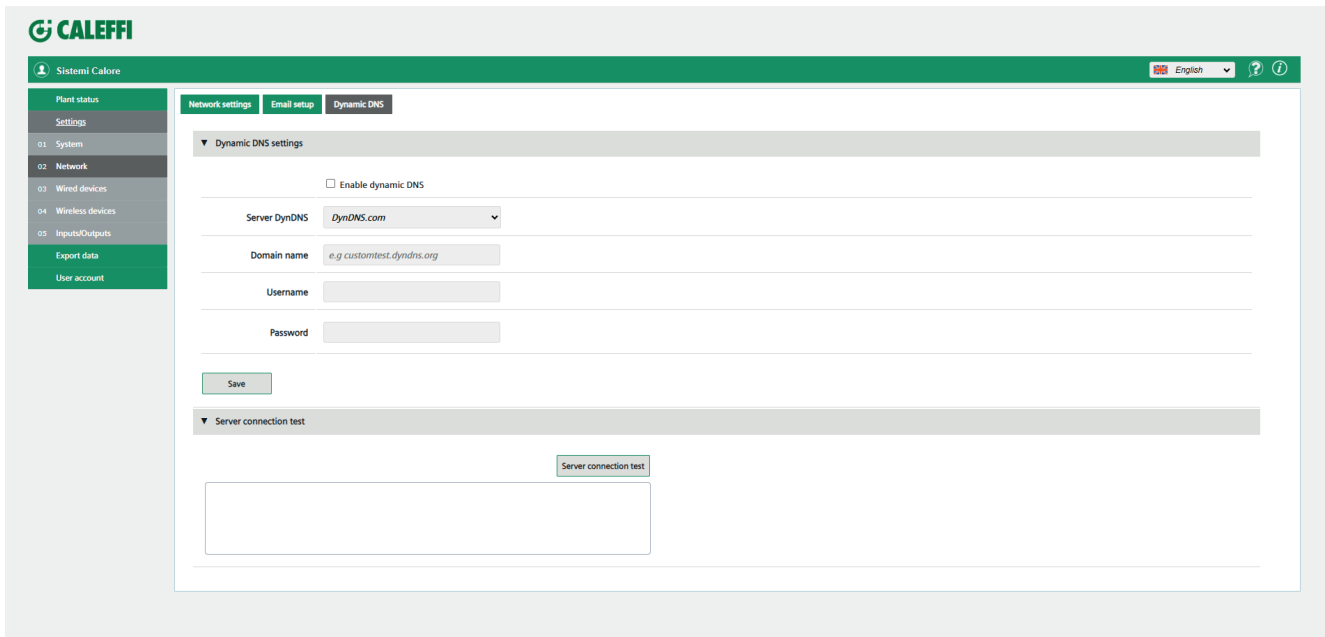 CALEFFI
Sistemi Calore
English
Plant status
Settings
01 System
02 Network
03 Wired devices
04 Wireless devices
05 Inputs/Outputs
Export data
User account
Network settings Email setup Dynamic DNS
▼ Dynamic DNS settings
Enable dynamic DNS
Server DynDNS DynDNS.com
Domain name e.g customtest.dyndns.org
Username
Password
Save
▼ Server connection test
Server connection test